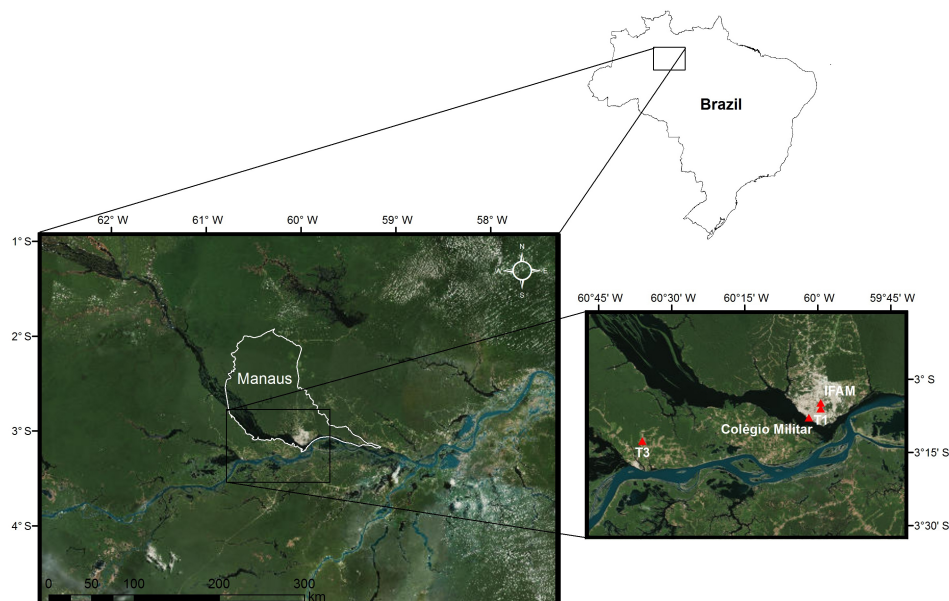 Brazil
62° W 61° W 60° W 59° W 58° W
1° S
2° S
3° S
4° S
N
S
Manaus
0 50 100 200 300
km
60°45' W 60°30' W 60°15' W 60° W 59°45' W
3° S
3°15' S
3°30' S
IFAM
T1
Colégio Militar
T3